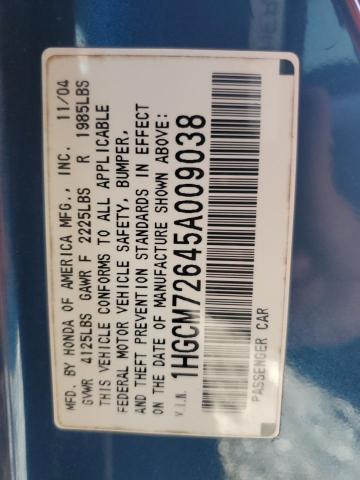 MFD. BY HONDA OF AMERICA MFG., INC. 11/04
GVWR 4125LBS GAWR F 2225LBS R 1985LBS
THIS VEHICLE CONFORMS TO ALL APPLICABLE
FEDERAL MOTOR VEHICLE SAFETY, BUMPER,
AND THEFT PREVENTION STANDARDS IN EFFECT
ON THE DATE OF MANUFACTURE SHOWN ABOVE:
V.I.N. 1HGCM72645A009038
PASSENGER CAR